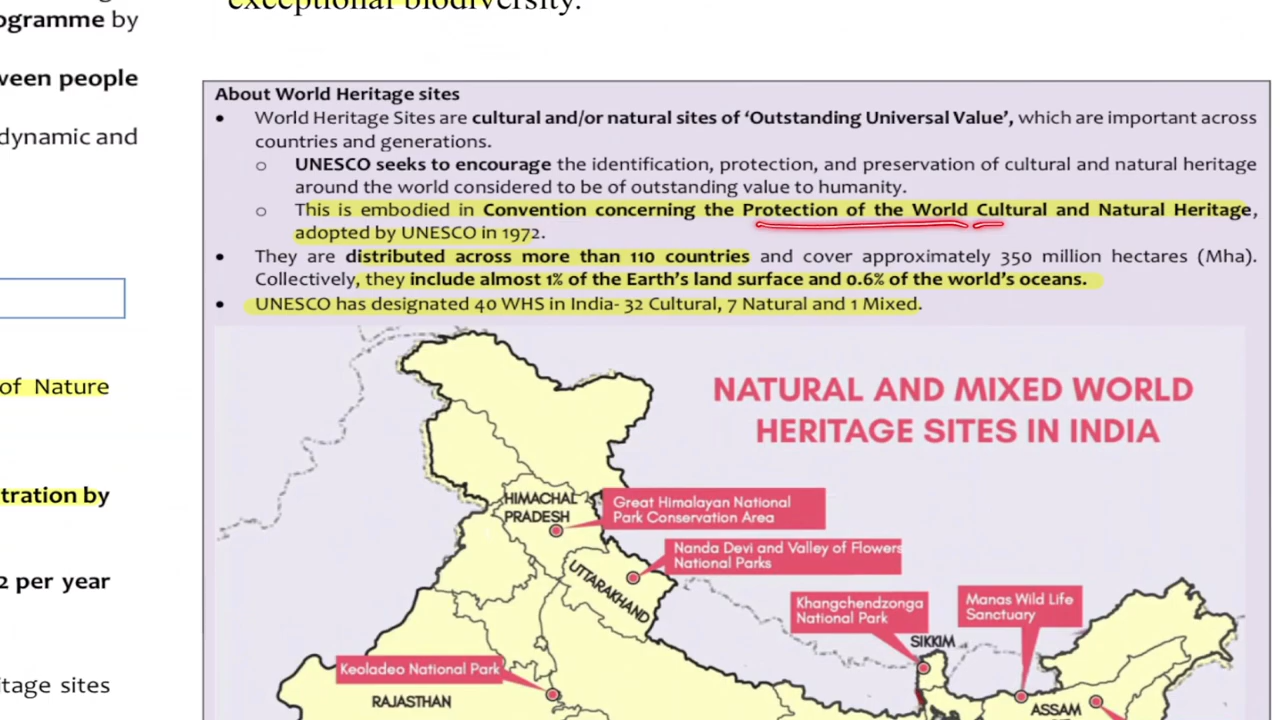 exceptional biodiversity.
ogramme by
ween people
dynamic and
of Nature
tration by
2 per year
itage sites
About World Heritage sites
• World Heritage Sites are cultural and/or natural sites of ‘Outstanding Universal Value’, which are important across
countries and generations.
o UNESCO seeks to encourage the identification, protection, and preservation of cultural and natural heritage
around the world considered to be of outstanding value to humanity.
o This is embodied in Convention concerning the Protection of the World Cultural and Natural Heritage,
adopted by UNESCO in 1972.
• They are distributed across more than 110 countries and cover approximately 350 million hectares (Mha).
Collectively, they include almost 1% of the Earth’s land surface and 0.6% of the world’s oceans.
• UNESCO has designated 40 WHS in India- 32 Cultural, 7 Natural and 1 Mixed.
NATURAL AND MIXED WORLD
HERITAGE SITES IN INDIA
HIMACHAL
PRADESH
Great Himalayan National
Park Conservation Area
Nanda Devi and Valley of Flowers
National Parks
UTTARAKHAND
Khangchendzonga
National Park
Manas Wild Life
Sanctuary
SIKKIM
Keoladeo National Park
RAJASTHAN
ASSAM